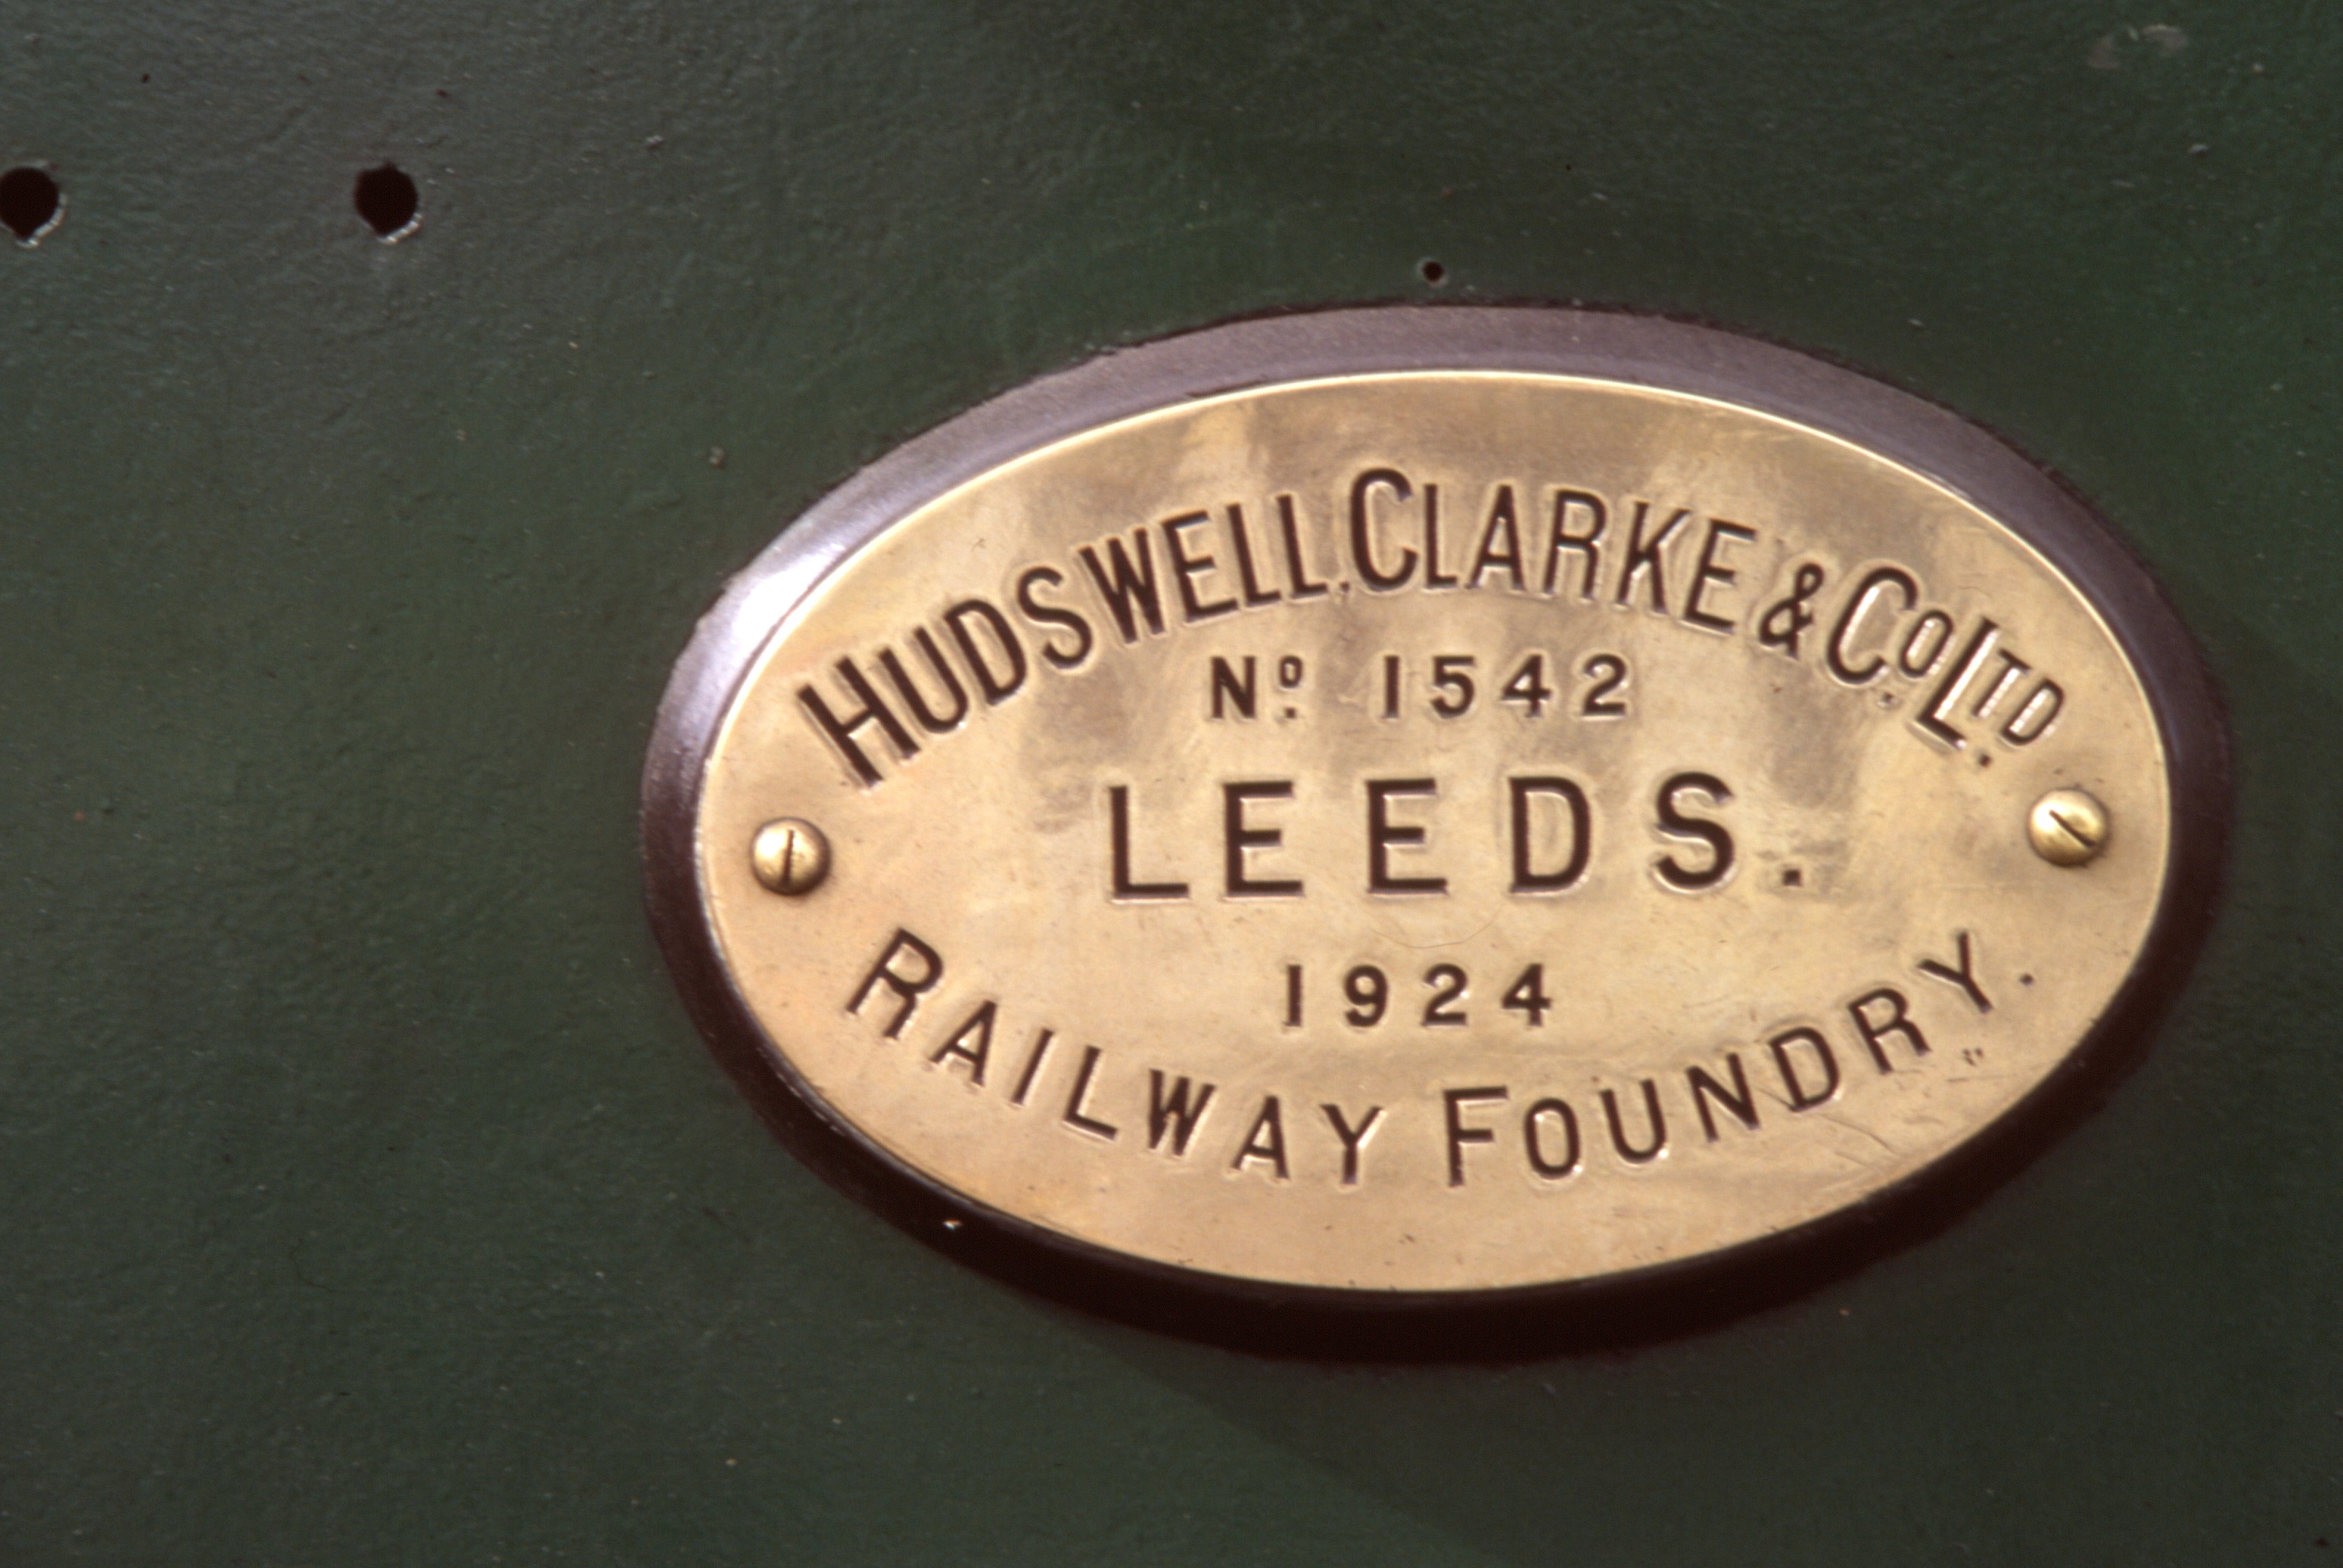 HUDSWELL. CLARKE & Co. LTD.
No. 1542
LEEDS.
1924
RAILWAY FOUNDRY.